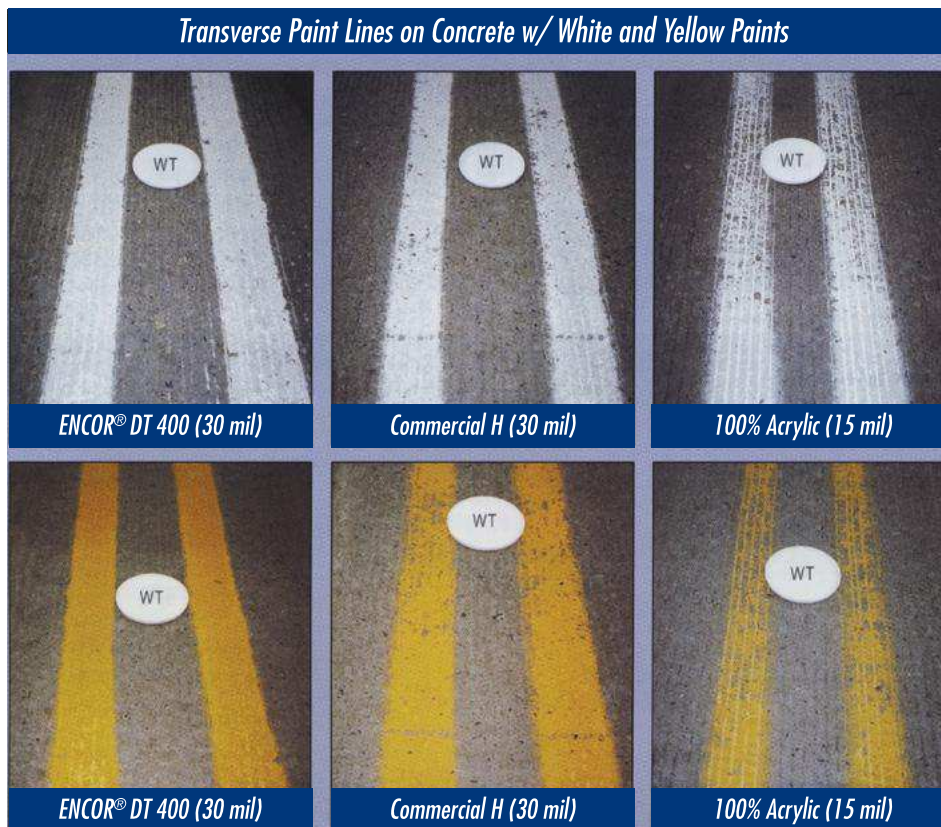 Transverse Paint Lines on Concrete w/ White and Yellow Paints
WT
WT
WT
ENCOR® DT 400 (30 mil)
Commercial H (30 mil)
100% Acrylic (15 mil)
WT
WT
WT
ENCOR® DT 400 (30 mil)
Commercial H (30 mil)
100% Acrylic (15 mil)